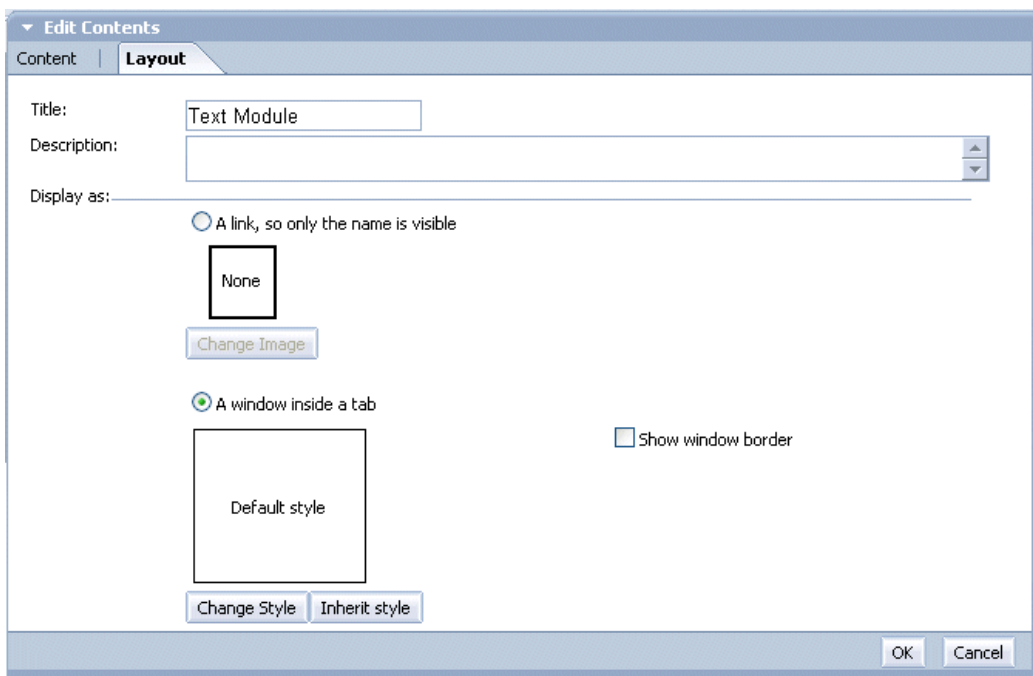 Edit Contents
Content | Layout
Title: Text Module
Description:
Display as:
A link, so only the name is visible
None
Change Image
A window inside a tab
Show window border
Default style
Change Style Inherit style
OK Cancel